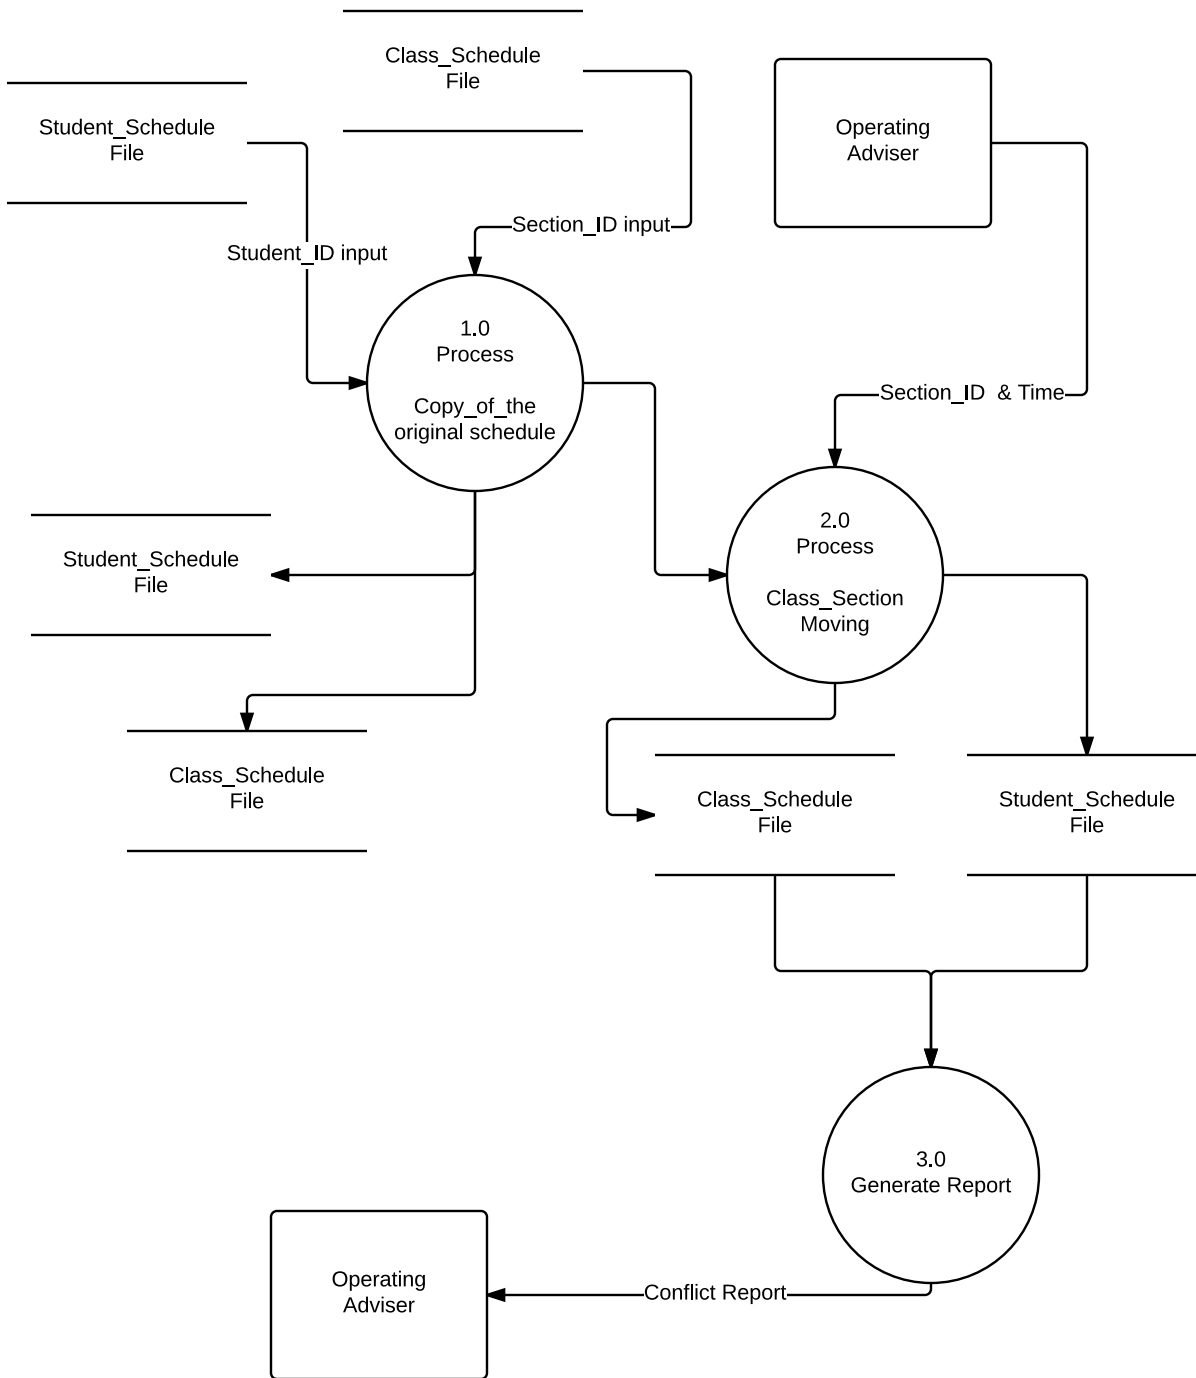 Class_Schedule
File
Student_Schedule
File
Operating
Adviser
Section_ID input
Student_ID input
1.0
Process
Copy_of_the
original schedule
Section_ID  & Time
2.0
Process
Class_Section
Moving
Student_Schedule
File
Class_Schedule
File
Class_Schedule
File
Student_Schedule
File
3.0
Generate Report
Conflict Report
Operating
Adviser